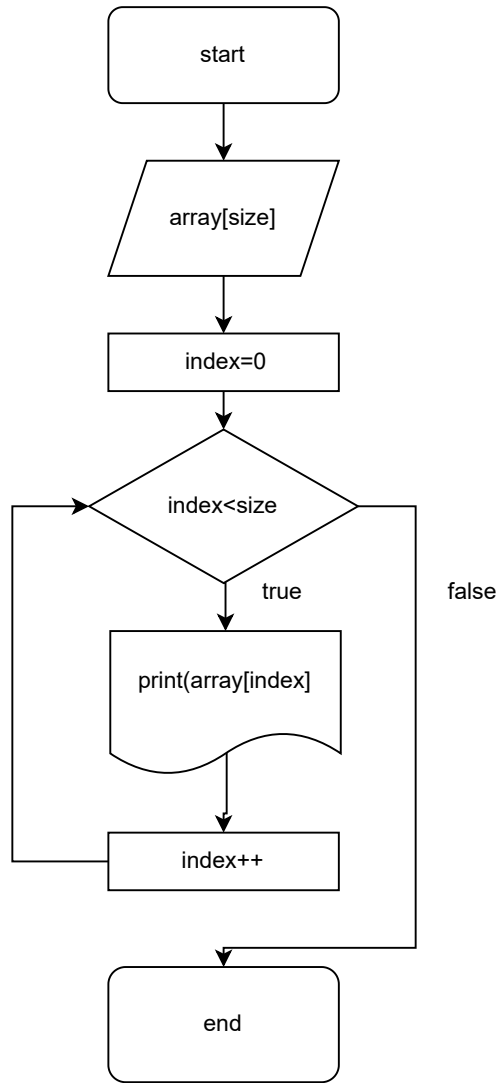 start
array[size]
index=0
index<size
true
false
print(array[index]
index++
end